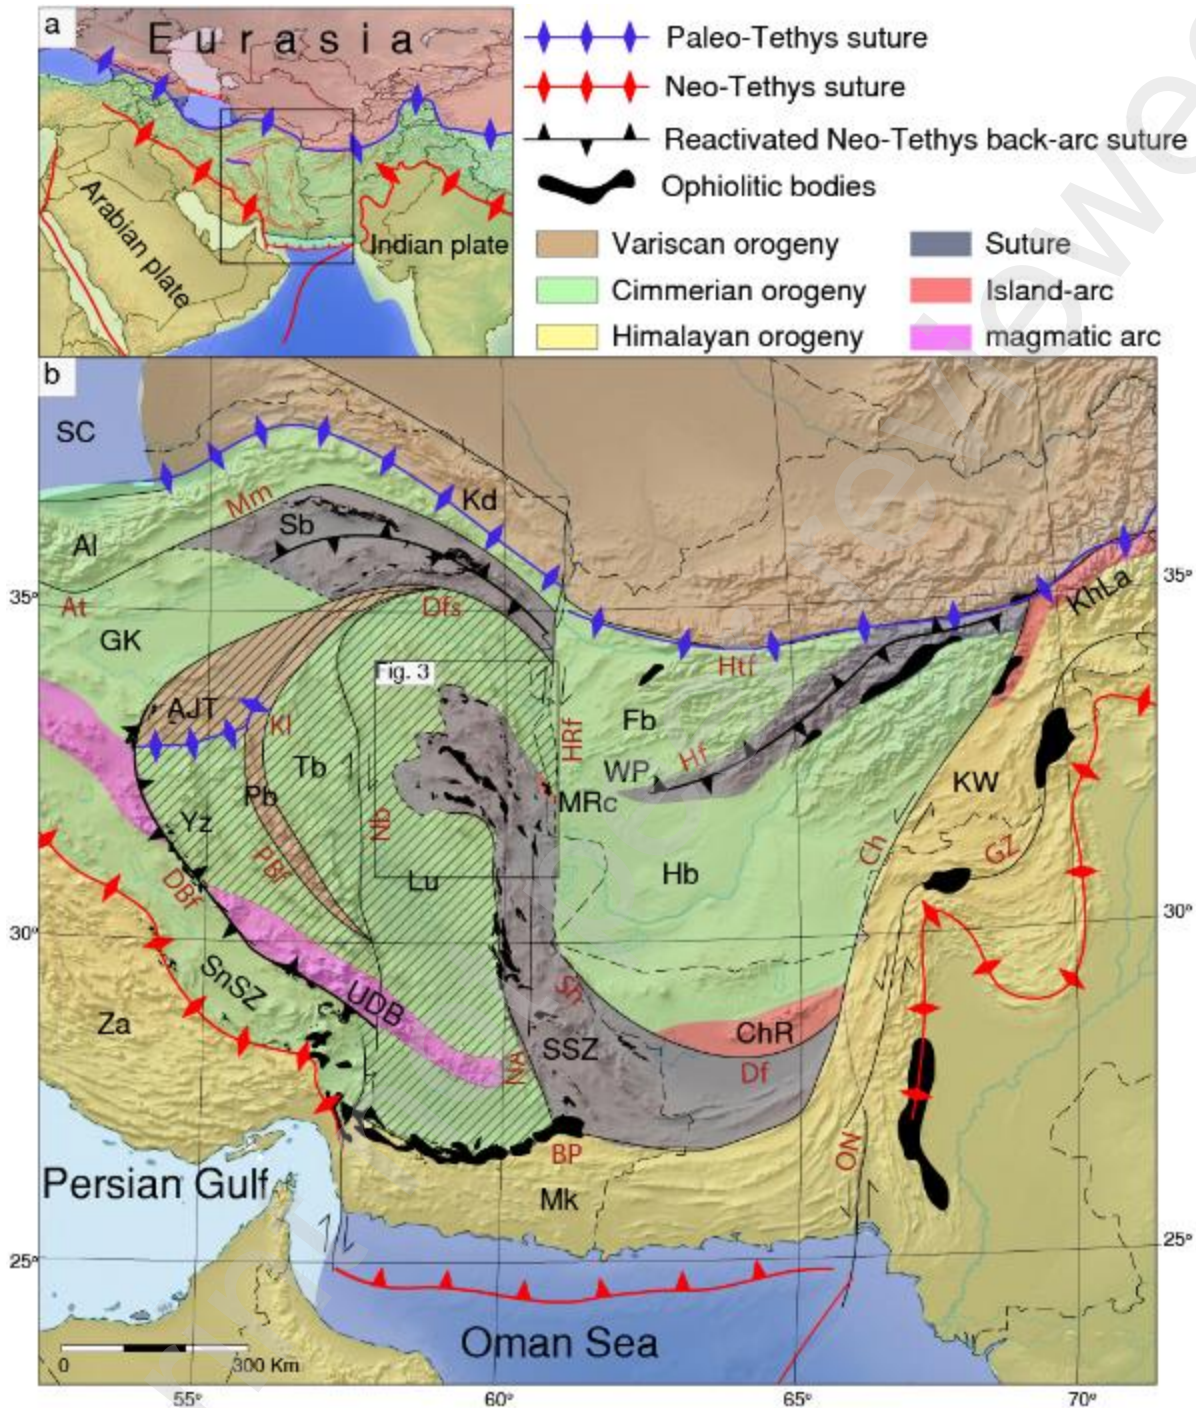 a
Eurasia
Arabian plate
Indian plate
Paleo-Tethys suture
Neo-Tethys suture
Reactivated Neo-Tethys back-arc suture
Ophiolitic bodies
Variscan orogeny
Suture
Cimmerian orogeny
Island-arc
Himalayan orogeny
magmatic arc
b
SC
Mm
Kd
Sb
Al
35°
KhLa
35°
At
Dfs
GK
Htf
Fig. 3
AJT
Kl
Fb
HRf
Hf
Tb
WP
KW
Pb
MRc
Nb
Yz
Ch
GZ
PBf
Lu
Hb
DBf
30°
30°
SnSZ
Sh
UDB
Za
ChR
SSZ
NA
Df
BP
ON
Persian Gulf
Mk
25°
25°
Oman Sea
0
300 Km
55°
60°
65°
70°